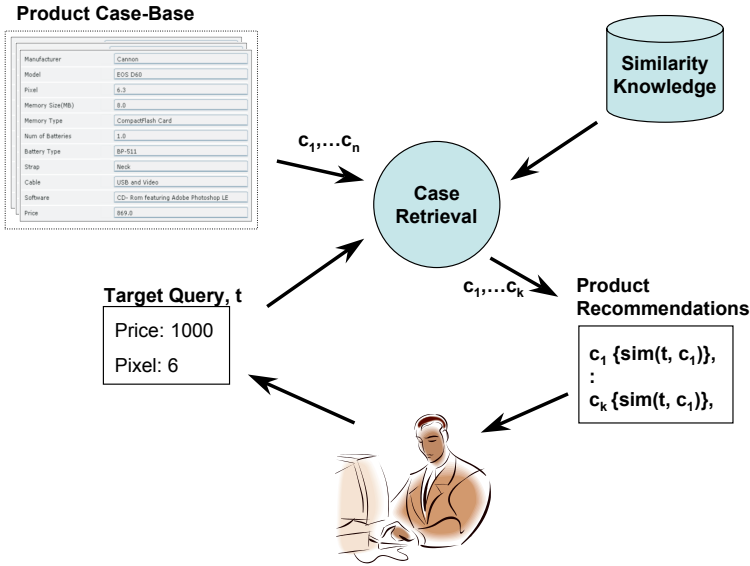 Product Case-Base
Manufacturer Cannon
Model EOS D60
Pixel 6.3
Memory Size(MB) 8.0
Memory Type CompactFlash Card
Num of Batteries 1.0
Battery Type BP-511
Strap Neck
Cable USB and Video
Software CD- Rom featuring Adobe Photoshop LE
Price 869.0
Similarity
Knowledge
c₁,…cₙ
Case
Retrieval
c₁,…cₖ
Target Query, t
Price: 1000
Pixel: 6
Product
Recommendations
c₁ {sim(t, c₁)},
:
cₖ {sim(t, c₁)},